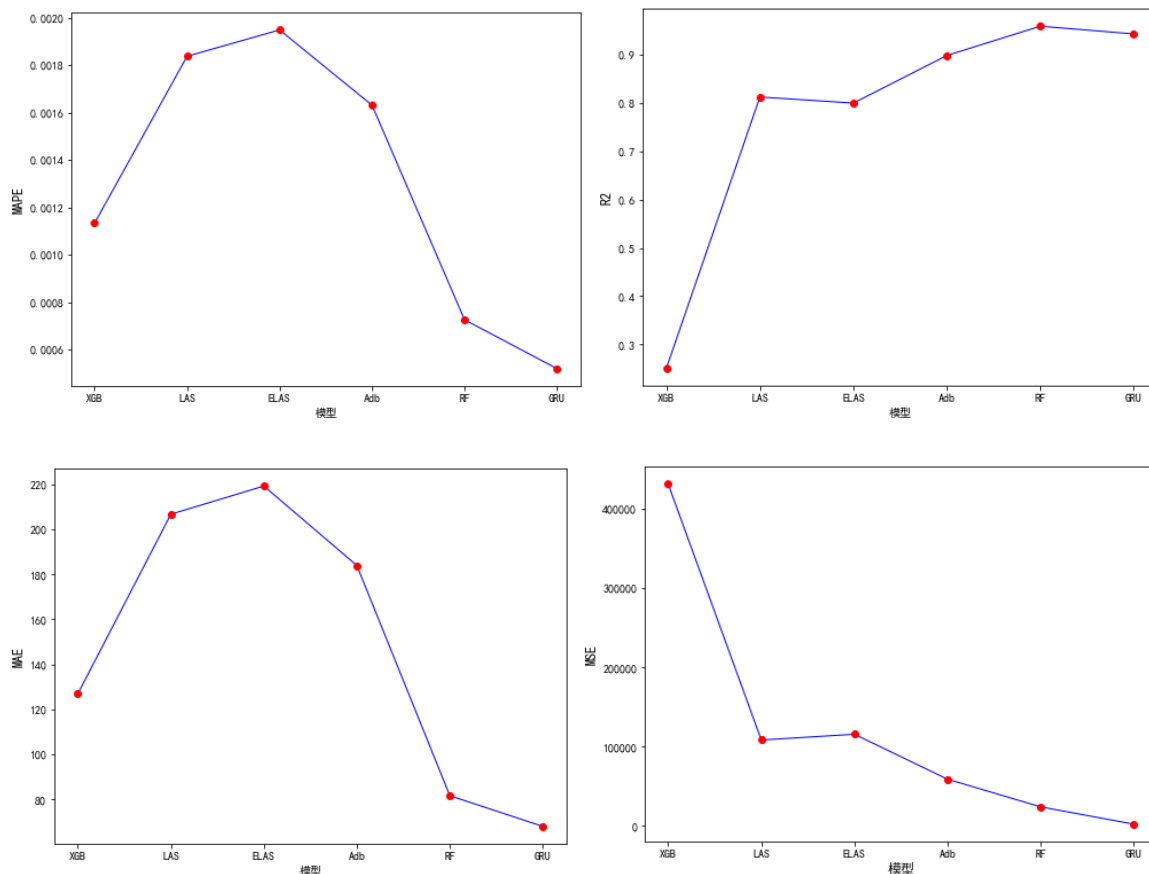 0.0020
0.0018
0.0016
0.0014
0.0012
0.0010
0.0008
0.0006
MAPE
XGB LAS ELAS Adb RF GRU
模型
0.9
0.8
0.7
0.6
0.5
0.4
0.3
R2
XGB LAS ELAS Adb RF GRU
模型
220
200
180
160
140
120
100
80
MAE
XGB LAS ELAS Adb RF GRU
模型
400000
300000
200000
100000
0
MSE
XGB LAS ELAS Adb RF GRU
模型